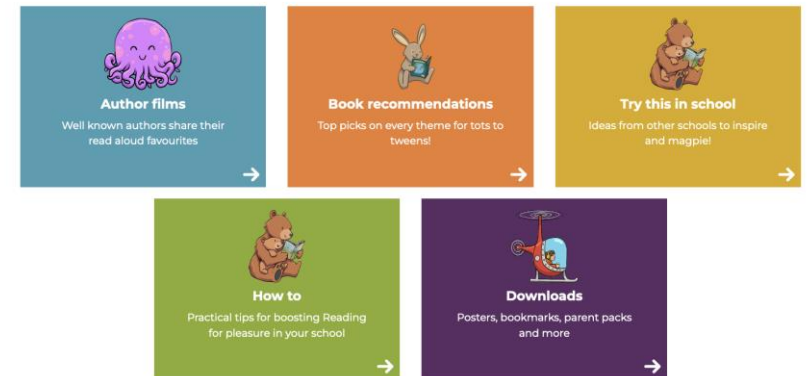 Author films
Well known authors share their
read aloud favourites
Book recommendations
Top picks on every theme for tots to
tweens!
Try this in school
Ideas from other schools to inspire
and magpie!
How to
Practical tips for boosting Reading
for pleasure in your school
Downloads
Posters, bookmarks, parent packs
and more